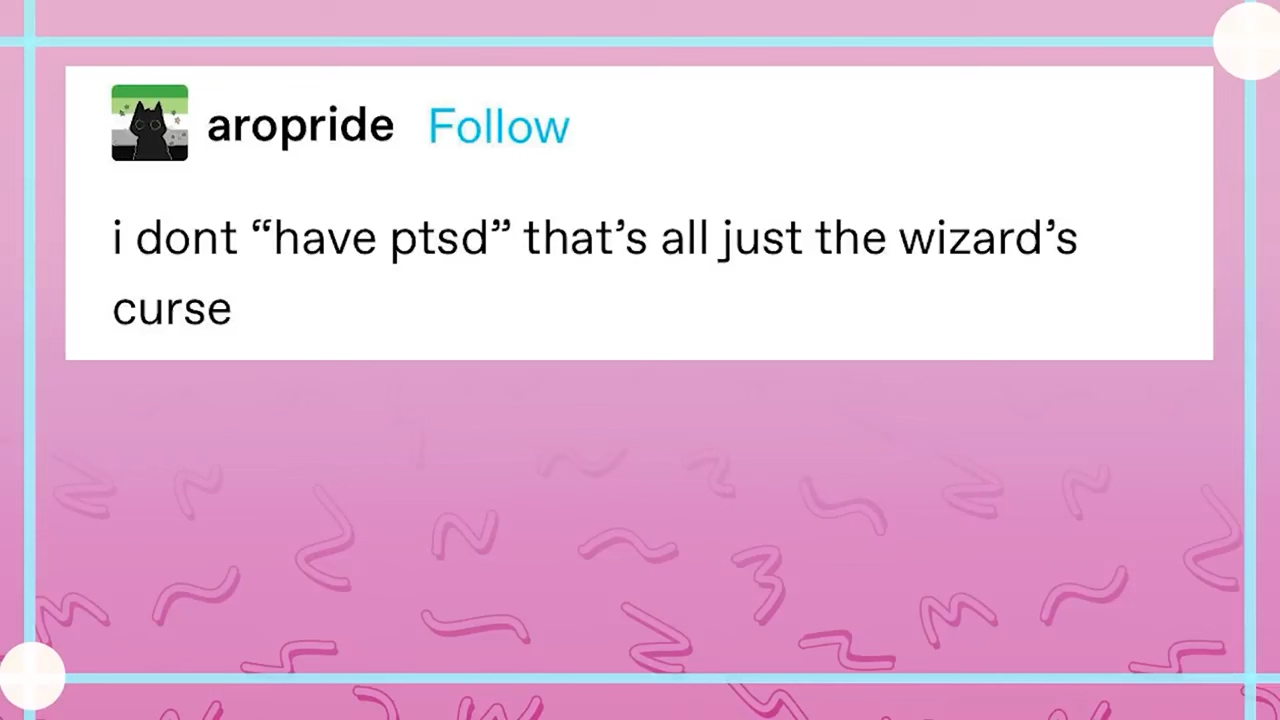 aropride Follow
i dont “have ptsd” that’s all just the wizard’s
curse